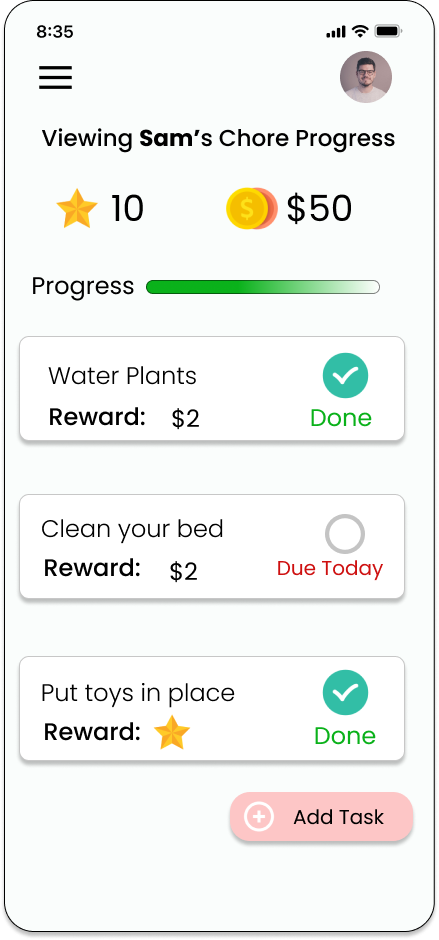 8:35
Viewing Sam’s Chore Progress
10 $50
Progress
Water Plants
Reward: $2
Done
Clean your bed
Reward: $2
Due Today
Put toys in place
Reward:
Done
Add Task